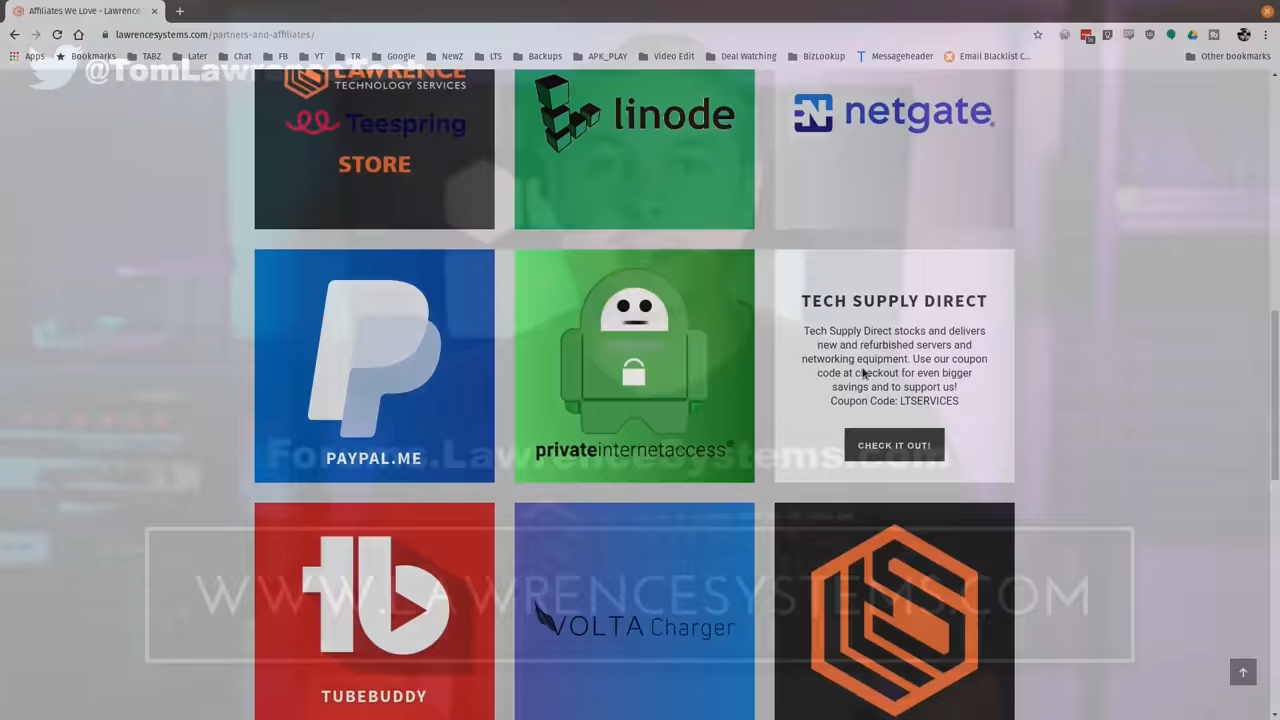 Affiliates We Love - Lawrence
lawrencesystems.com/partners-and-affiliates/
Apps
Bookmarks
TABZ
Later
Chat
FB
YT
TR
Google
NewZ
LTS
Backups
APK_PLAY
Video Edit
Deal Watching
BizLookup
Messageheader
Email Blacklist C...
Other bookmarks
@TomLawrenceTech
LAWRENCE
TECHNOLOGY SERVICES
Teespring
STORE
linode
netgate
PAYPAL.ME
privateinternetaccess®
TECH SUPPLY DIRECT
Tech Supply Direct stocks and delivers
new and refurbished servers and
networking equipment. Use our coupon
code at checkout for even bigger
savings and to support us!
Coupon Code: LTSERVICES
CHECK IT OUT!
Forums.LawrenceSystems.com
WWW.LAWRENCESYSTEMS.COM
TUBEBUDDY
VOLTA Charger